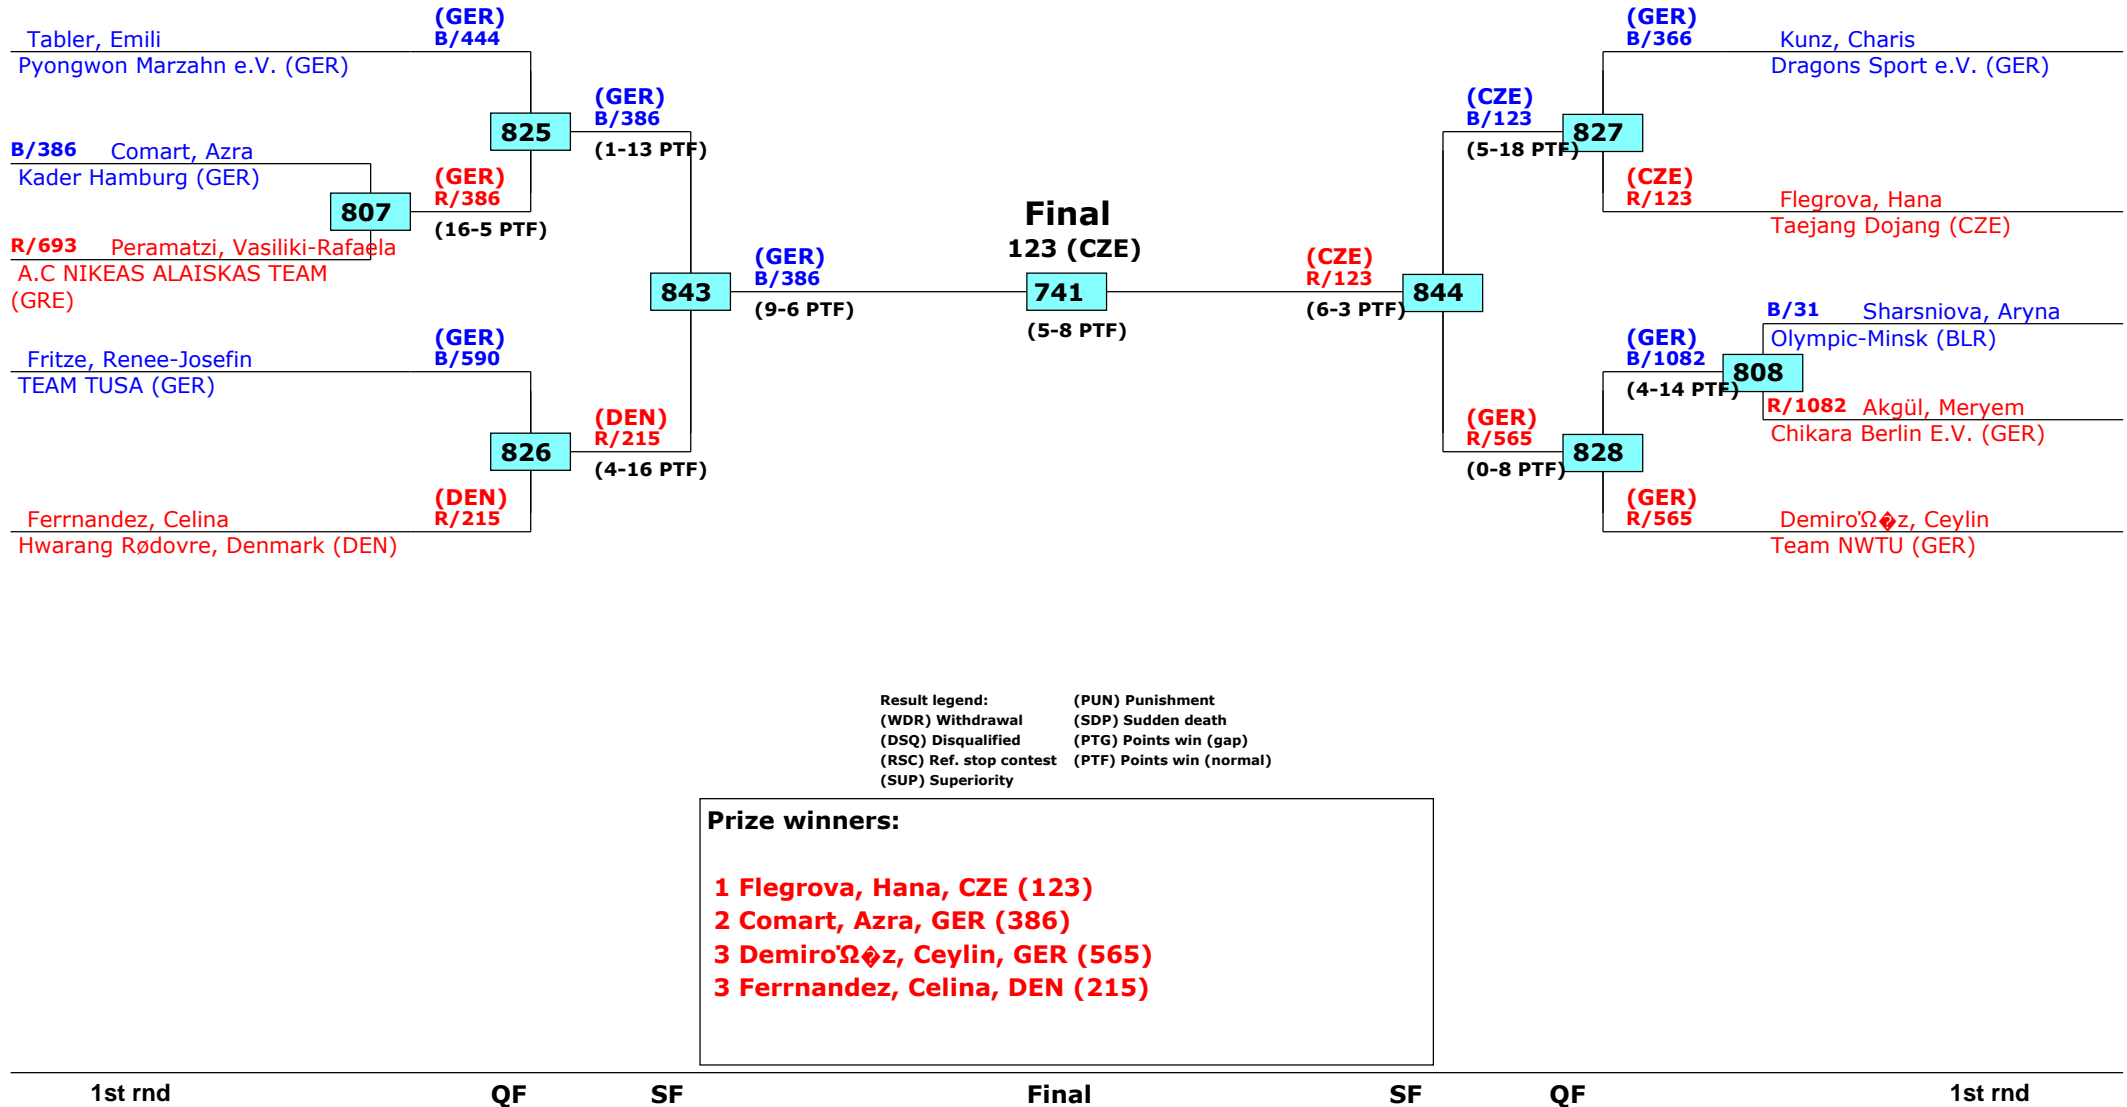 (GER)
B/444
Tabler, Emili
Pyongwon Marzahn e.V. (GER)
825
(GER)
B/386
(1-13 PTF)
B/386 Comart, Azra
Kader Hamburg (GER)
807
(GER)
R/386
(16-5 PTF)
R/693 Peramatzi, Vasiliki-Rafaela
A.C NIKEAS ALAISKAS TEAM
(GRE)
843
(GER)
B/386
(9-6 PTF)
(GER)
B/590
Fritze, Renee-Josefin
TEAM TUSA (GER)
826
(DEN)
R/215
(4-16 PTF)
(DEN)
R/215
Ferrnandez, Celina
Hwarang Rødovre, Denmark (DEN)
Final
123 (CZE)
741
(5-8 PTF)
(GER)
B/366
Kunz, Charis
Dragons Sport e.V. (GER)
(CZE)
B/123
827
(5-18 PTF)
(CZE)
R/123
Flegrova, Hana
Taejang Dojang (CZE)
(CZE)
R/123
844
(6-3 PTF)
B/31 Sharsniova, Aryna
Olympic-Minsk (BLR)
(GER)
B/1082
808
(4-14 PTF)
R/1082 Akgül, Meryem
Chikara Berlin E.V. (GER)
(GER)
R/565
828
(0-8 PTF)
(GER)
R/565
DemiroΏ�z, Ceylin
Team NWTU (GER)
Result legend: (PUN) Punishment
(WDR) Withdrawal (SDP) Sudden death
(DSQ) Disqualified (PTG) Points win (gap)
(RSC) Ref. stop contest (PTF) Points win (normal)
(SUP) Superiority
Prize winners:
1 Flegrova, Hana, CZE (123)
2 Comart, Azra, GER (386)
3 DemiroΏ�z, Ceylin, GER (565)
3 Ferrnandez, Celina, DEN (215)
1st rnd QF SF Final SF QF 1st rnd